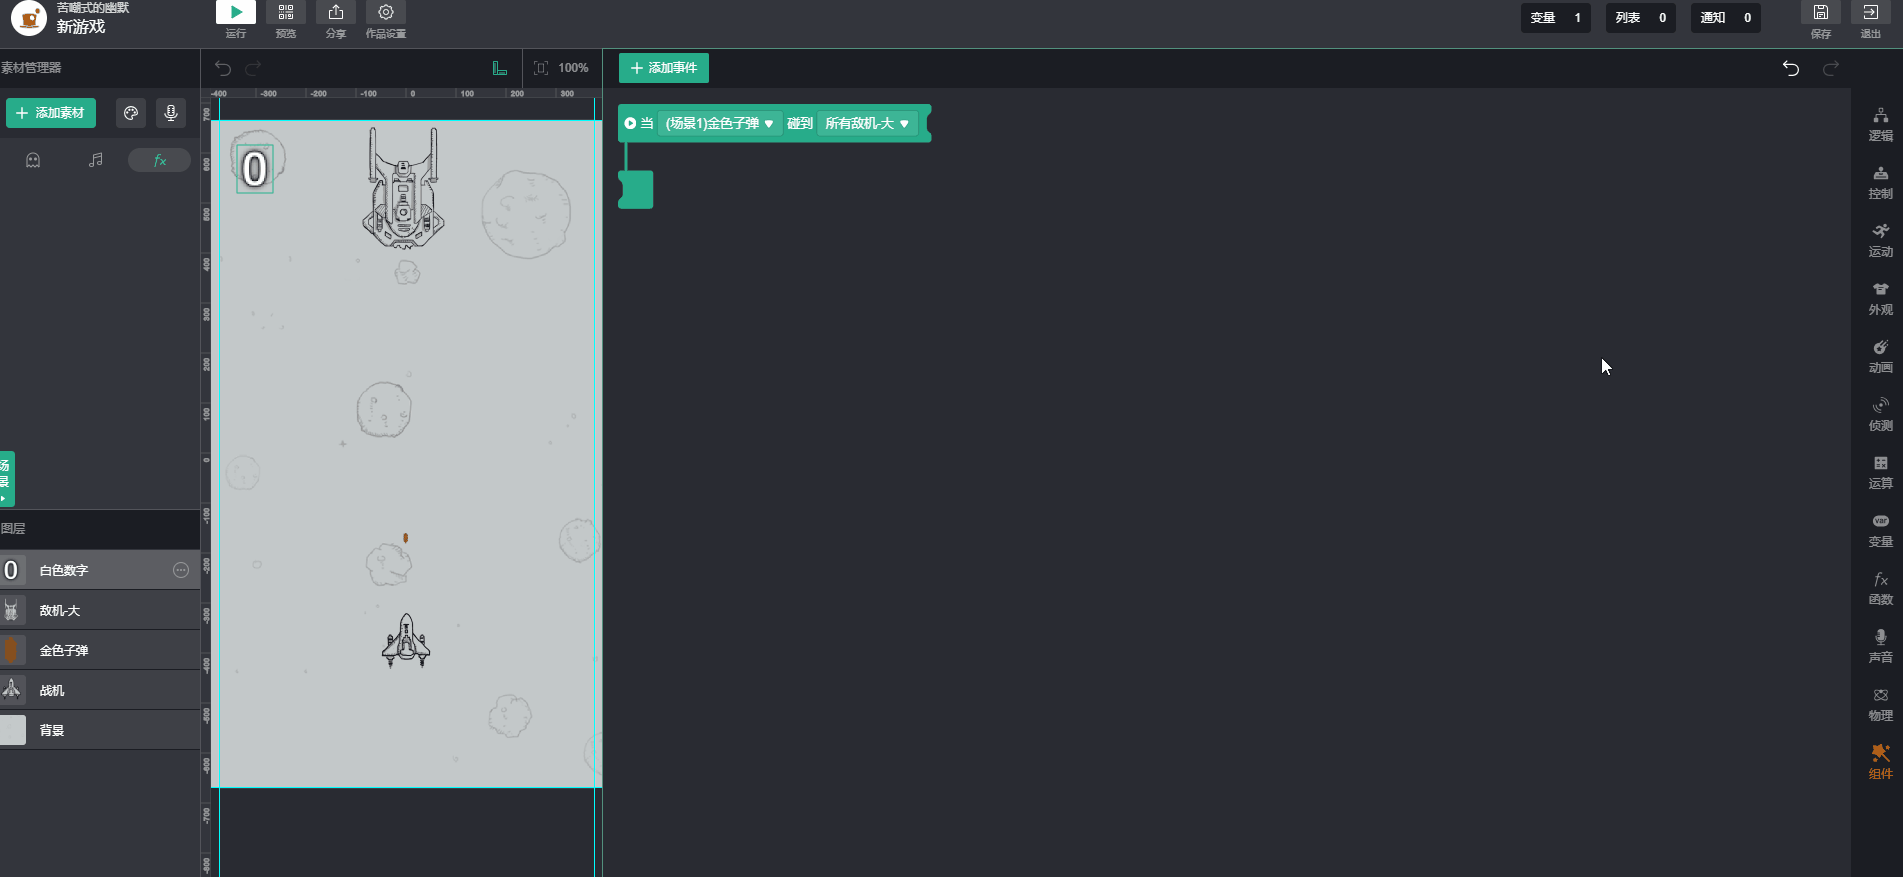 苦嘲式的幽默
新游戏
运行
预览
分享
作品设置
变量 1
列表 0
通知 0
保存
退出
素材管理器
100%
添加事件
添加素材
fx
-400 -300 -200 -100 0 100 200 300
700
600
500
400
300
200
100
0
-100
-200
-300
-400
-500
-600
-700
-800
0
当 (场景1)金色子弹 碰到 所有敌机-大
场景
图层
0 白色数字
敌机-大
金色子弹
战机
背景
逻辑
控制
运动
外观
动画
侦测
运算
var
变量
fx
函数
声音
物理
组件